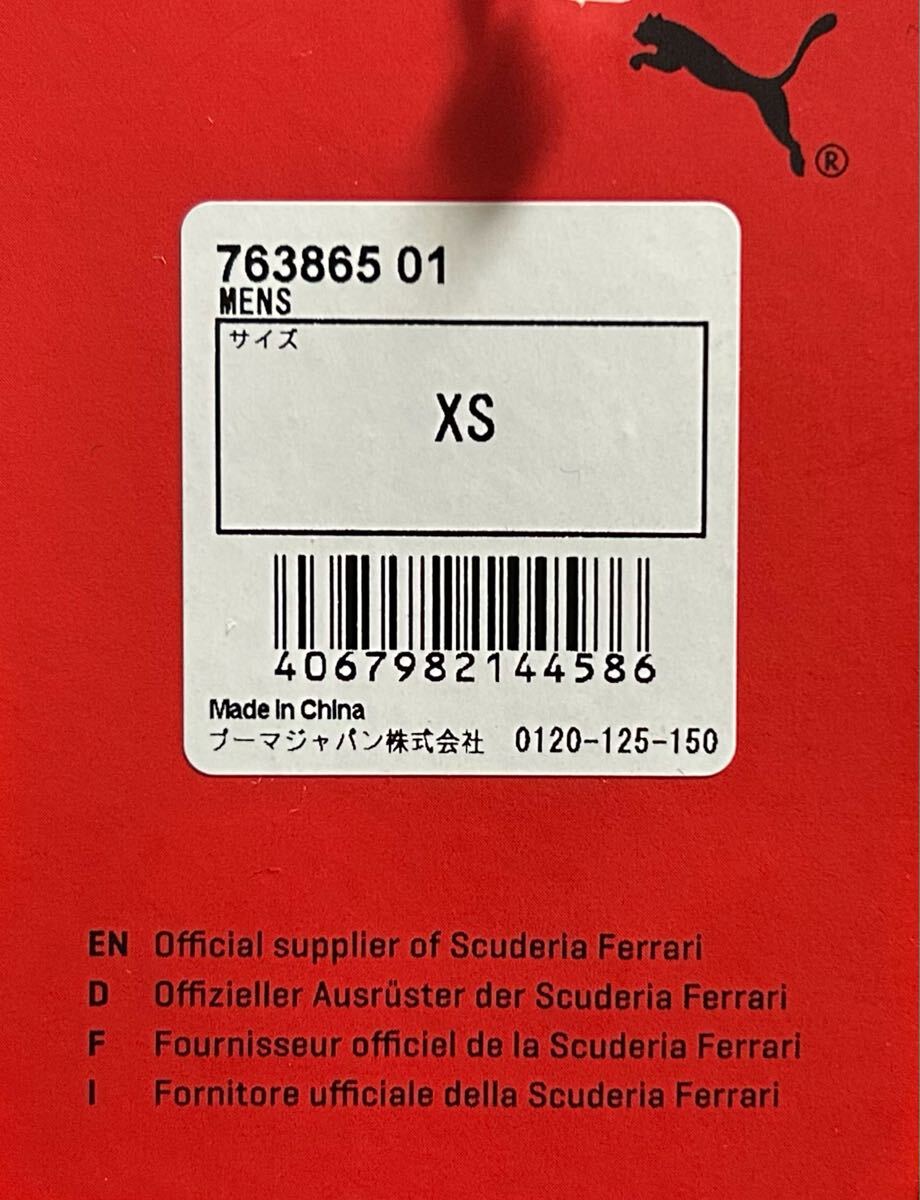 ®
763865 01
MENS
サイズ
XS
4067982144586
Made in China
プーマジャパン株式会社 0120-125-150
EN Official supplier of Scuderia Ferrari
D Offizieller Ausrüster der Scuderia Ferrari
F Fournisseur officiel de la Scuderia Ferrari
I Fornitore ufficiale della Scuderia Ferrari